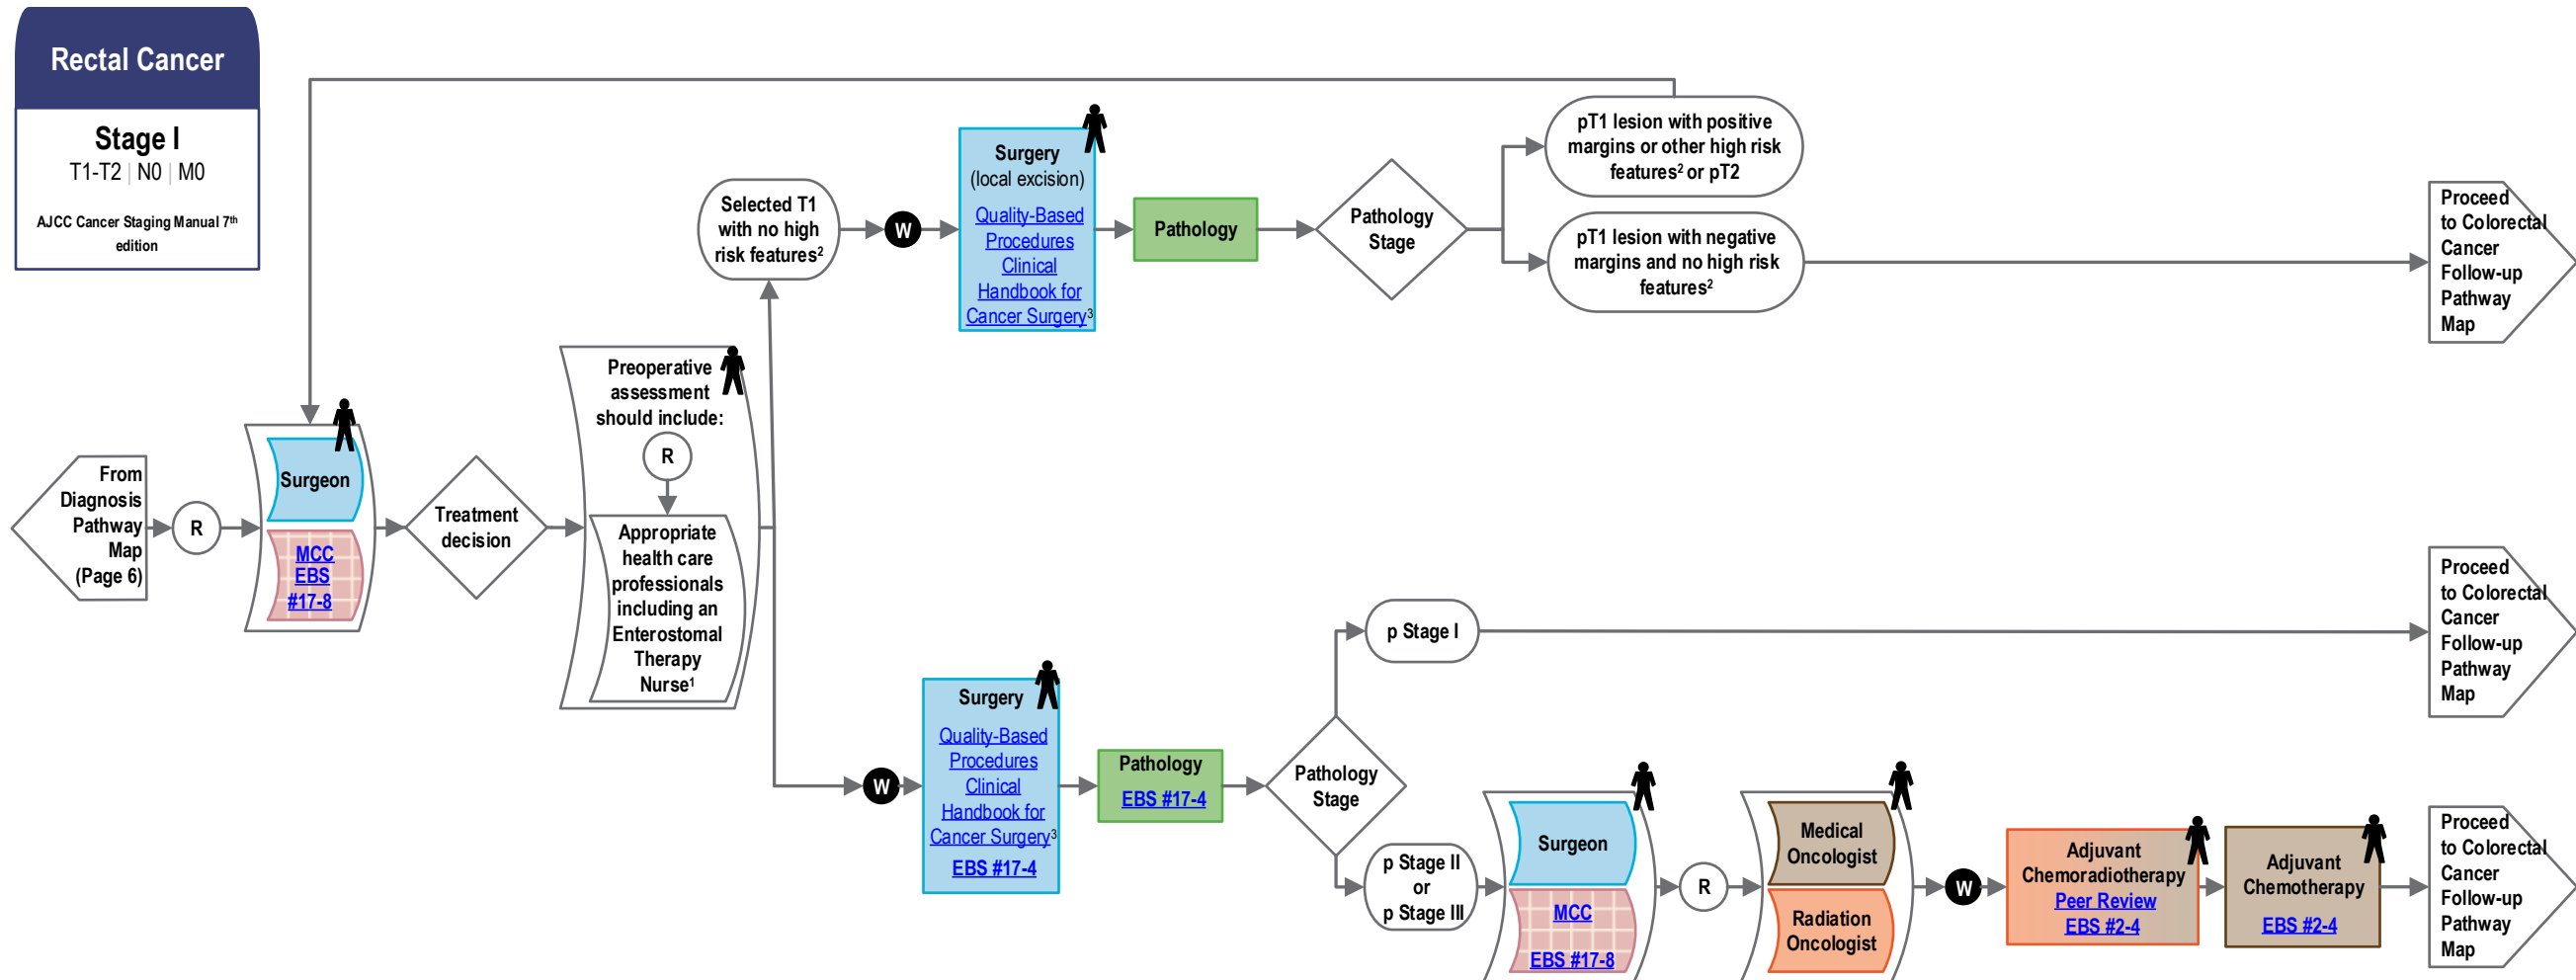 Rectal Cancer
Stage I
T1-T2 | N0 | M0
AJCC Cancer Staging Manual 7th
edition
From
Diagnosis
Pathway
Map
(Page 6)
R
Surgeon
MCC
EBS
#17-8
Treatment
decision
Preoperative
assessment
should include:
R
Appropriate
health care
professionals
including an
Enterostomal
Therapy
Nurse1
Selected T1
with no high
risk features2
W
Surgery
(local excision)
Quality-Based
Procedures
Clinical
Handbook for
Cancer Surgery3
Pathology
Pathology
Stage
pT1 lesion with positive
margins or other high risk
features2 or pT2
pT1 lesion with negative
margins and no high risk
features2
Proceed
to Colorectal
Cancer
Follow-up
Pathway
Map
W
Surgery
Quality-Based
Procedures
Clinical
Handbook for
Cancer Surgery3
EBS #17-4
Pathology
EBS #17-4
Pathology
Stage
p Stage I
Proceed
to Colorectal
Cancer
Follow-up
Pathway
Map
p Stage II
or
p Stage III
Surgeon
MCC
EBS #17-8
R
Medical
Oncologist
Radiation
Oncologist
W
Adjuvant
Chemoradiotherapy
Peer Review
EBS #2-4
Adjuvant
Chemotherapy
EBS #2-4
Proceed
to Colorectal
Cancer
Follow-up
Pathway
Map